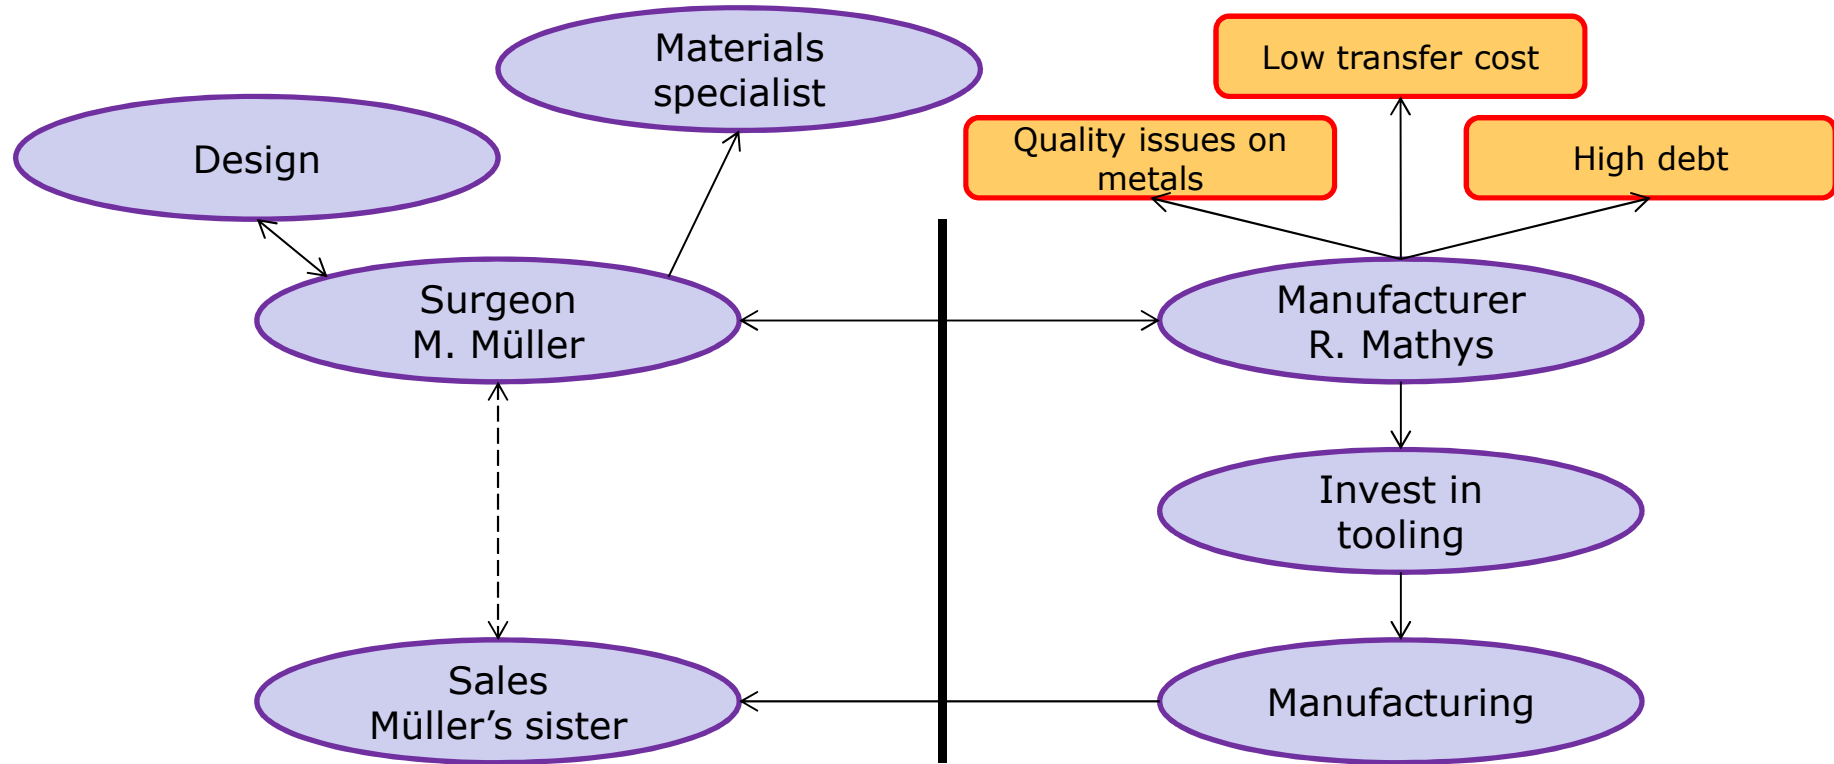 Materials
specialist
Low transfer cost
Design
Quality issues on
metals
High debt
Surgeon
M. Müller
Manufacturer
R. Mathys
Invest in
tooling
Sales
Müller’s sister
Manufacturing